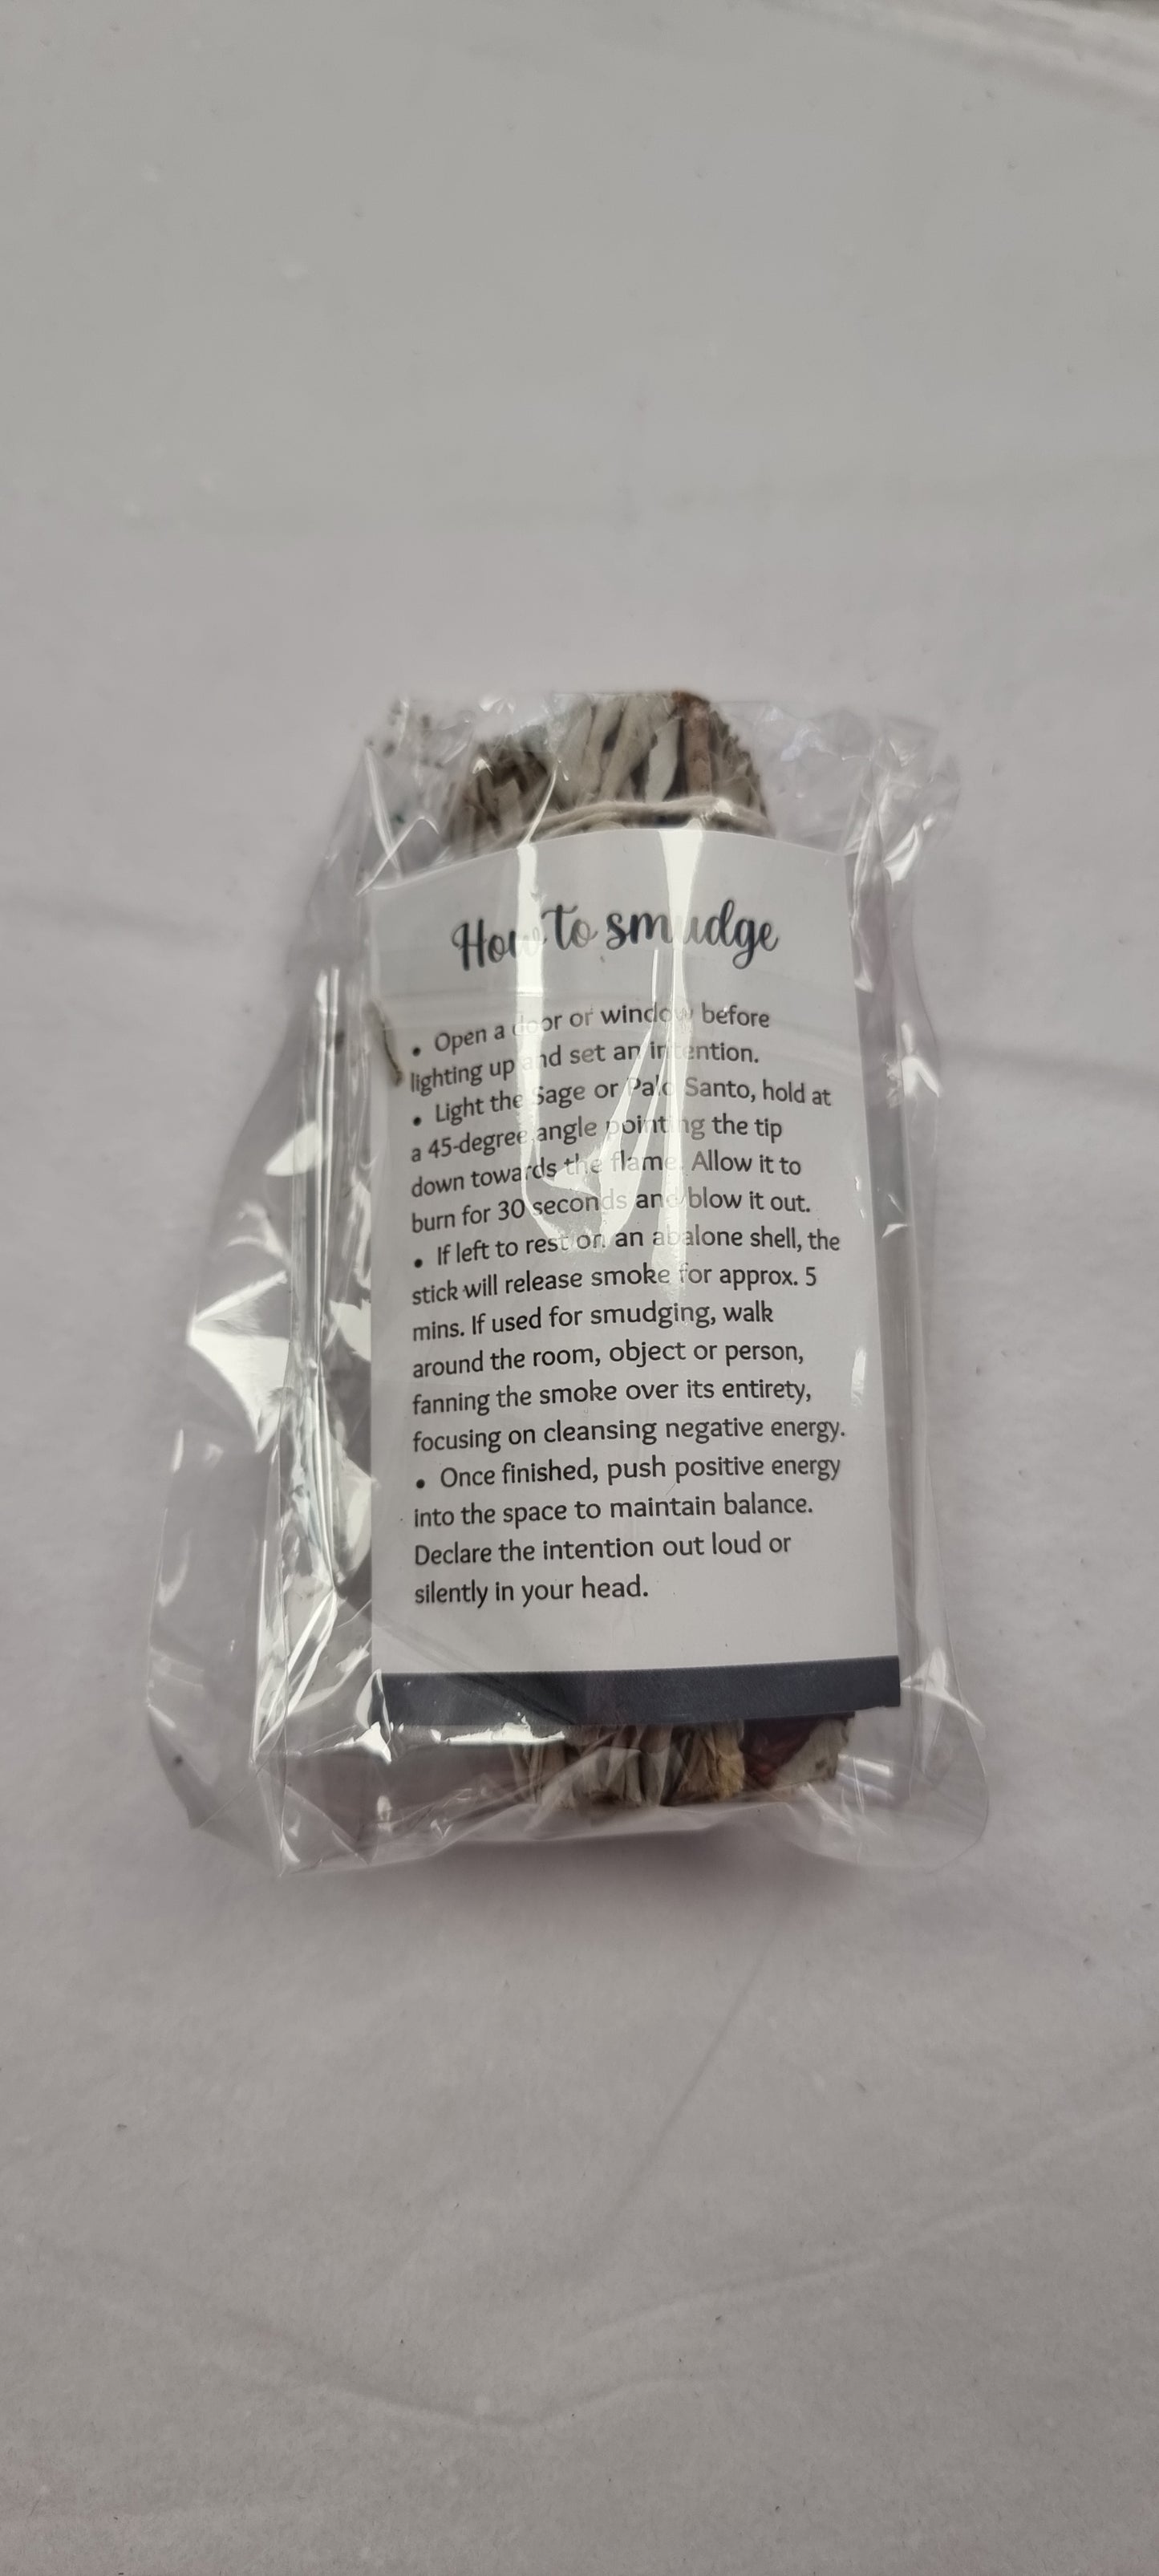 How to smudge
• Open a door or window before
lighting up and set an intention.
• Light the Sage or Palo Santo, hold at
a 45-degree angle pointing the tip
down towards the flame. Allow it to
burn for 30 seconds and blow it out.
• If left to rest on an abalone shell, the
stick will release smoke for approx. 5
mins. If used for smudging, walk
around the room, object or person,
fanning the smoke over its entirety,
focusing on cleansing negative energy.
• Once finished, push positive energy
into the space to maintain balance.
Declare the intention out loud or
silently in your head.